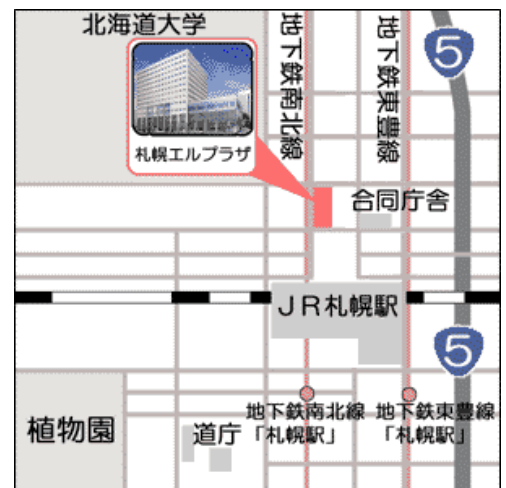 北海道大学
札幌エルプラザ
地下鉄南北線
地下鉄東豊線
5
合同庁舎
JR札幌駅
5
植物園
道庁
地下鉄南北線
「札幌駅」
地下鉄東豊線
「札幌駅」